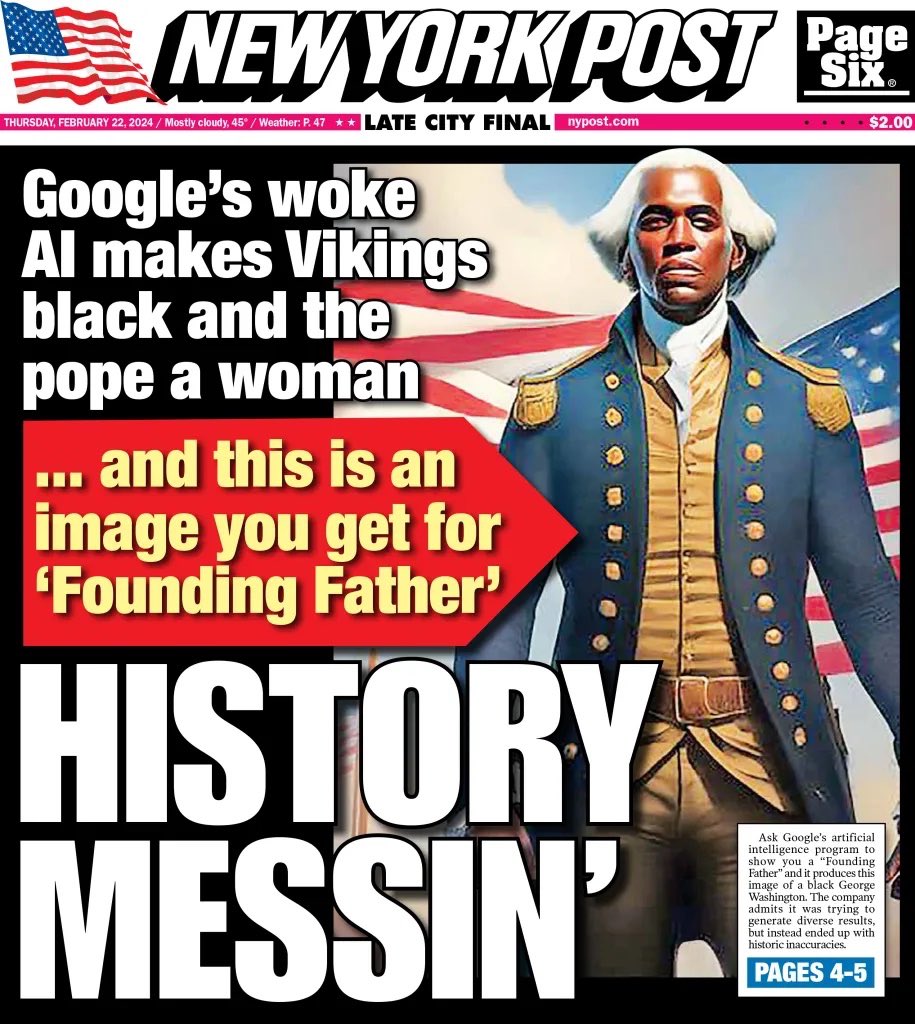 NEW YORK POST
Page
Six®
THURSDAY, FEBRUARY 22, 2024 / Mostly cloudy, 45° / Weather: P. 47 ★★ LATE CITY FINAL nypost.com $2.00
Google’s woke
AI makes Vikings
black and the
pope a woman
... and this is an
image you get for
‘Founding Father’
HISTORY
MESSIN’
Ask Google’s artificial
intelligence program to
show you a “Founding
Father” and it produces this
image of a black George
Washington. The company
admits it was trying to
generate diverse results,
but instead ended up with
historic inaccuracies.
PAGES 4-5